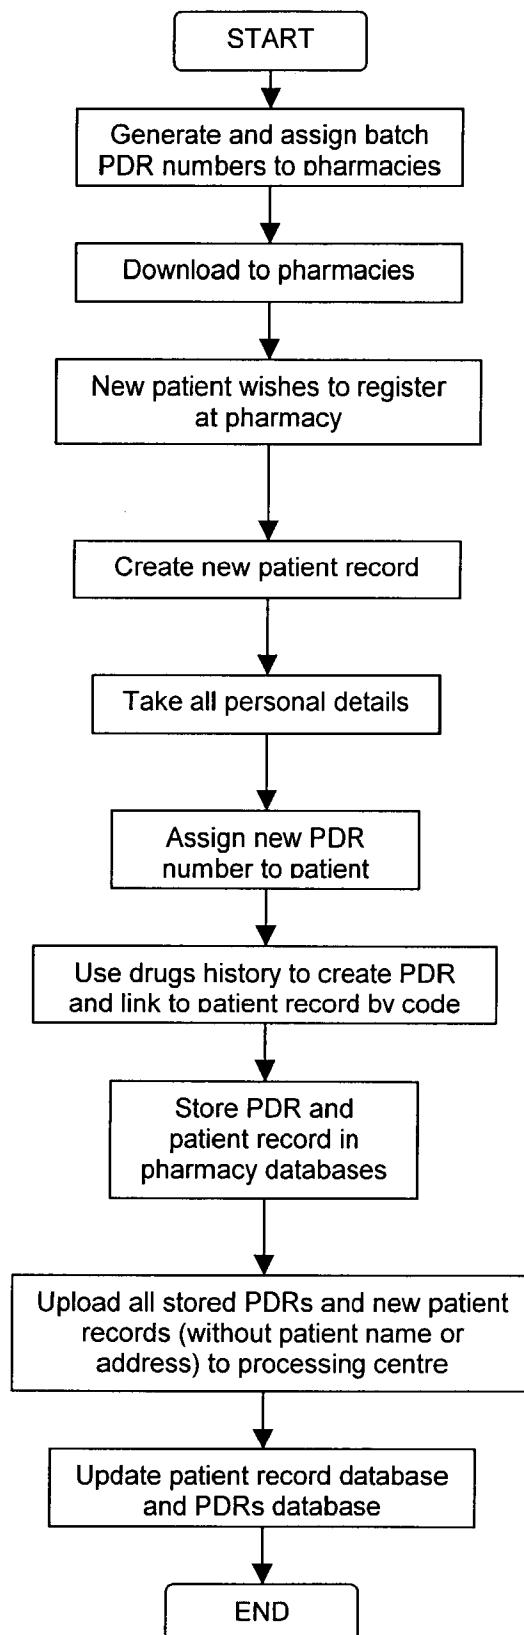 START
Generate and assign batch
PDR numbers to pharmacies
Download to pharmacies
New patient wishes to register
at pharmacy
Create new patient record
Take all personal details
Assign new PDR
number to patient
Use drugs history to create PDR
and link to patient record by code
Store PDR and
patient record in
pharmacy databases
Upload all stored PDRs and new patient
records (without patient name or
address) to processing centre
Update patient record database
and PDRs database
END